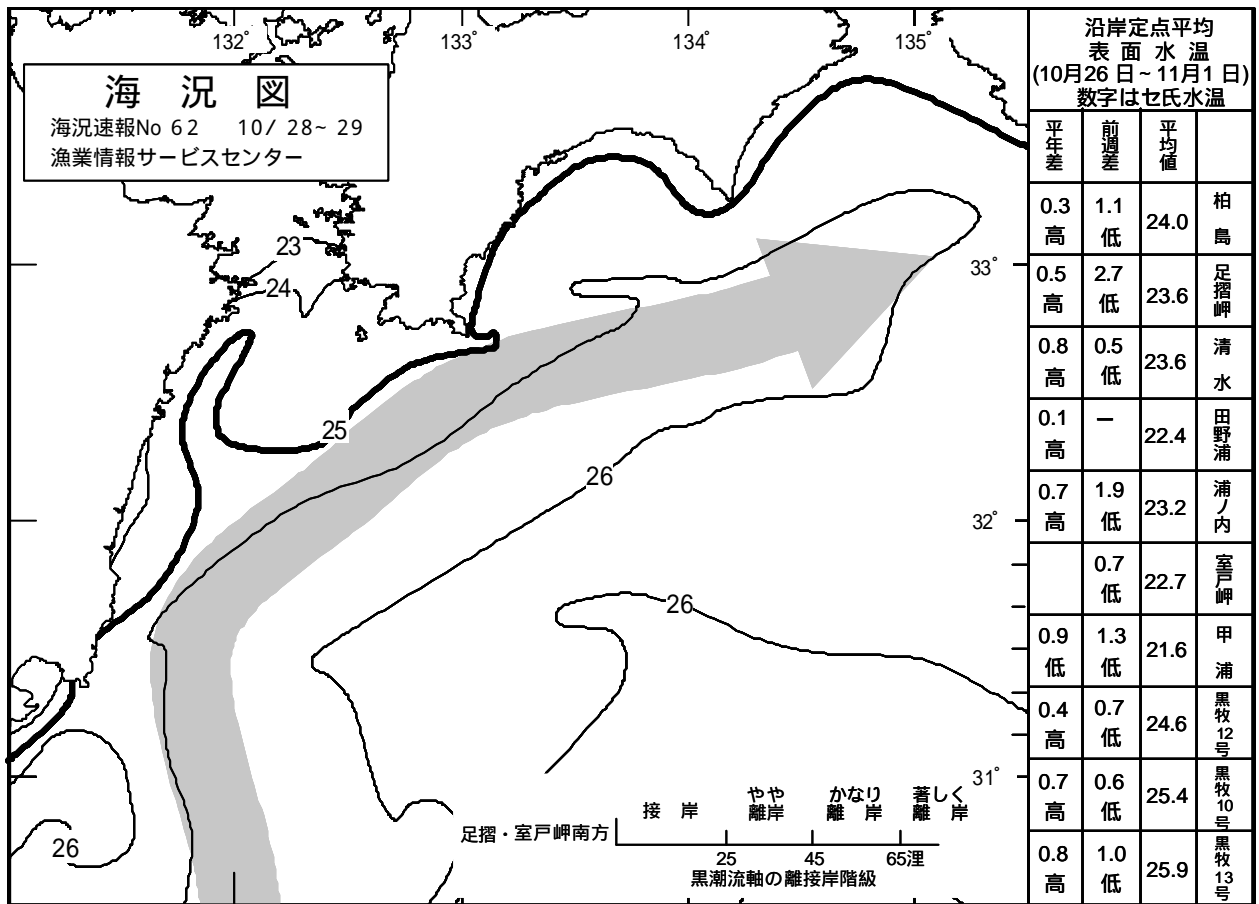 海況図
海況速報No 62　10/ 28~ 29
漁業情報サービスセンター
132°
133°
134°
135°
23
24
25
26
26
26
33°
32°
31°
接岸　やや離岸　かなり離岸　著しく離岸
足摺・室戸岬南方
25　45　65浬
黒潮流軸の離接岸階級
沿岸定点平均
表面水温
(10月26日~11月1日)
数字はセ氏水温
平年差　前週差　平均値
0.3高　1.1低　24.0　柏島
0.5高　2.7低　23.6　足摺岬
0.8高　0.5低　23.6　清水
0.1高　－　22.4　田野浦
0.7高　1.9低　23.2　浦ノ内
0.7低　22.7　室戸岬
0.9低　1.3低　21.6　甲浦
0.4高　0.7低　24.6　黒牧12号
0.7高　0.6低　25.4　黒牧10号
0.8高　1.0低　25.9　黒牧13号